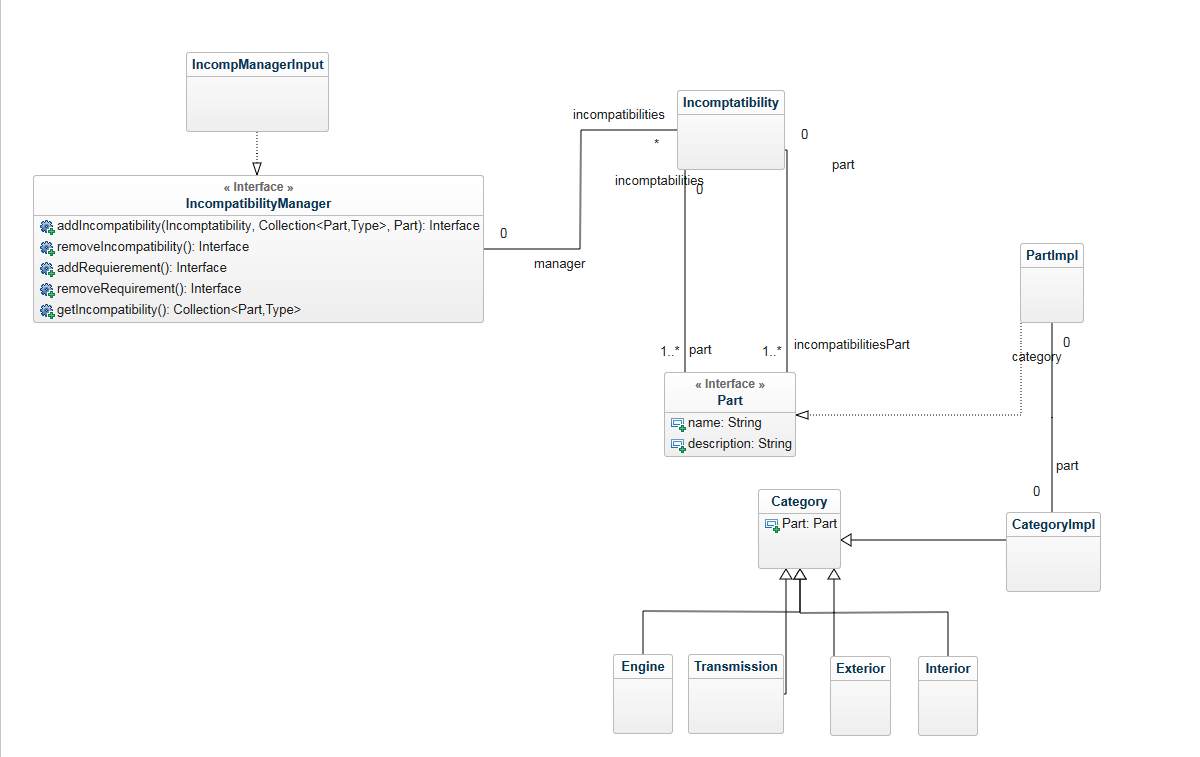 IncompManagerInput
« Interface »
IncompatibilityManager
addIncompatibility(Incomptatibility, Collection<Part,Type>, Part): Interface
removeIncompatibility(): Interface
addRequierement(): Interface
removeRequirement(): Interface
getIncompatibility(): Collection<Part,Type>
0
manager
incompatibilities
*
Incomptatibility
0
part
incomptabilities
0
1..*
part
1..*
incompatibilitiesPart
« Interface »
Part
name: String
description: String
PartImpl
0
category
part
0
CategoryImpl
Category
Part: Part
Engine
Transmission
Exterior
Interior